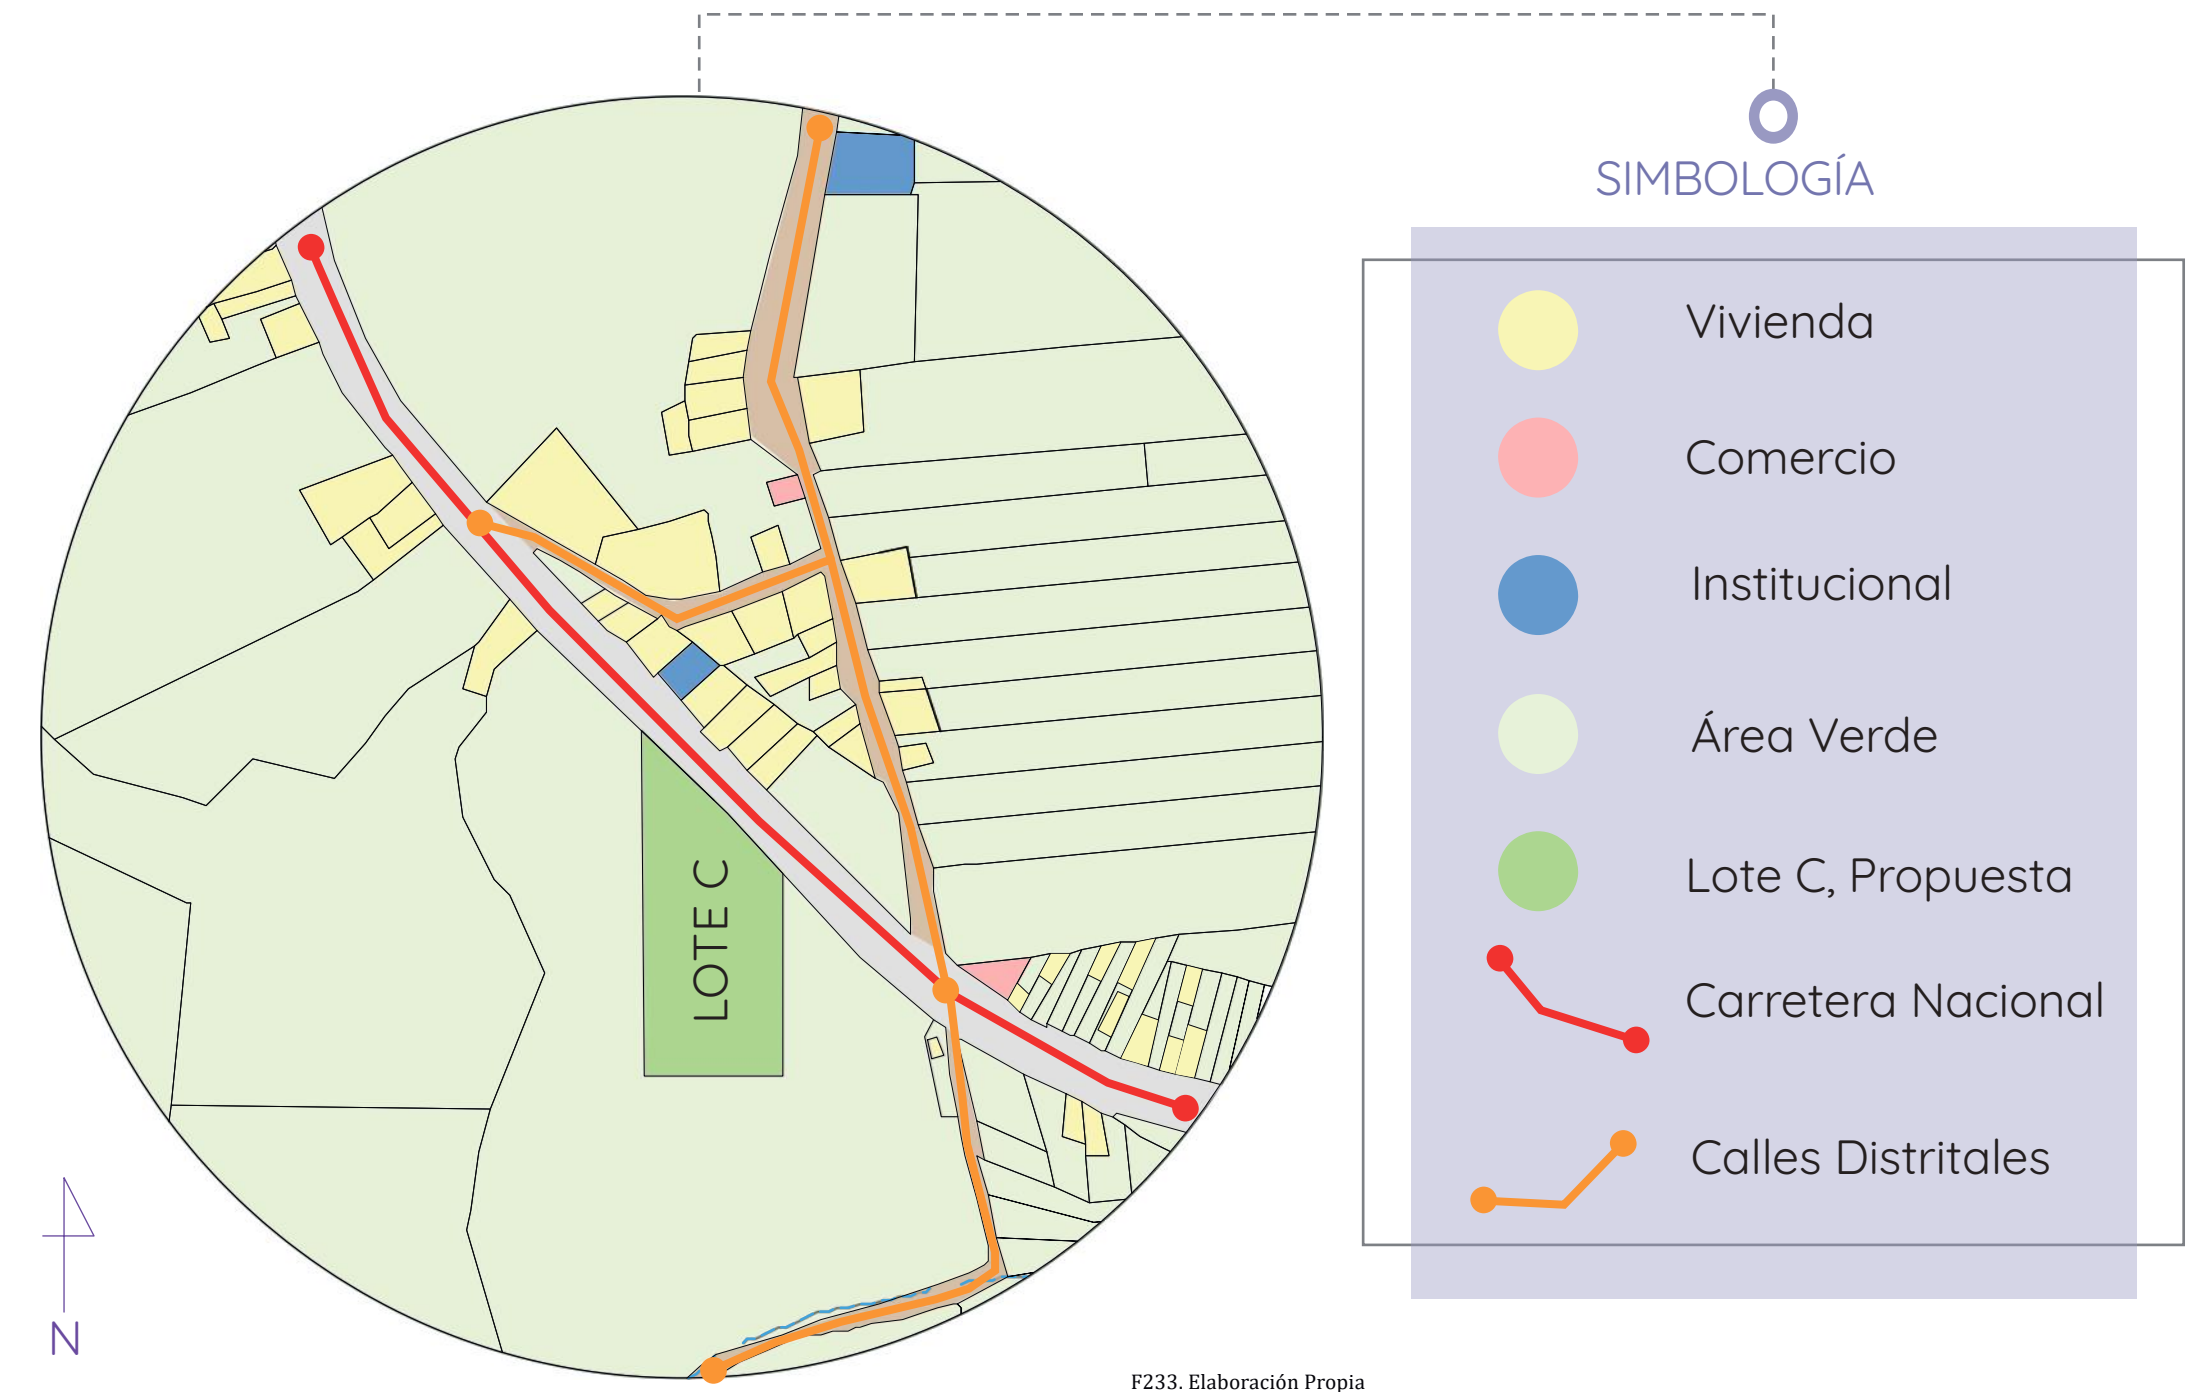 SIMBOLOGÍA
Vivienda
Comercio
Institucional
Área Verde
Lote C, Propuesta
Carretera Nacional
Calles Distritales
LOTE C
N
F233. Elaboración Propia